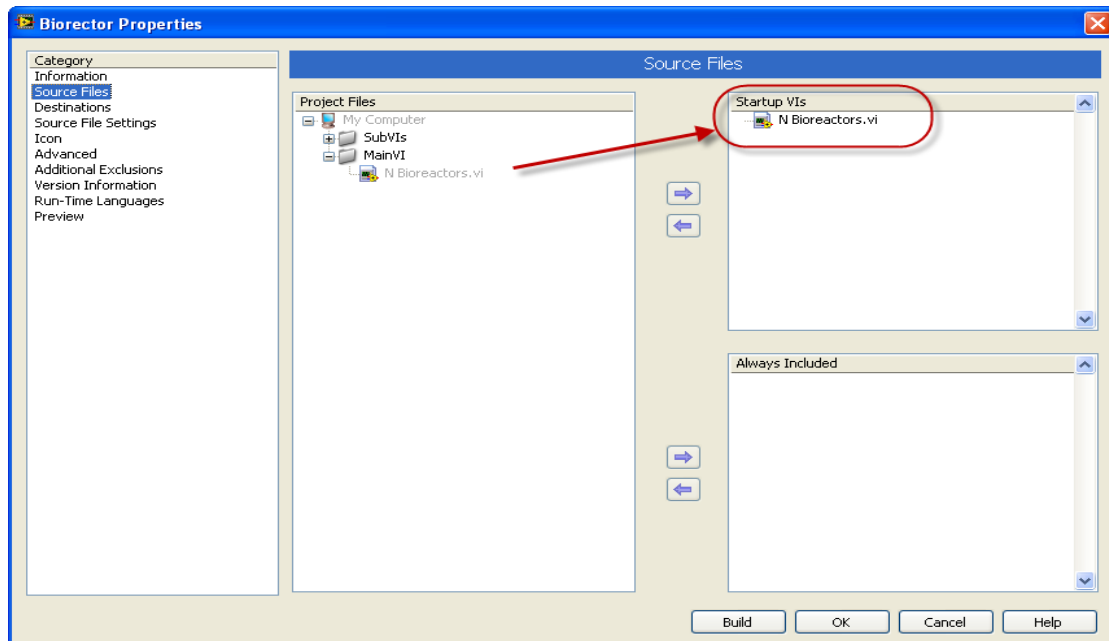 Biorector Properties
Category
Information
Source Files
Destinations
Source File Settings
Icon
Advanced
Additional Exclusions
Version Information
Run-Time Languages
Preview
Source Files
Project Files
My Computer
SubVIs
MainVI
N Bioreactors.vi
Startup VIs
N Bioreactors.vi
Always Included
Build
OK
Cancel
Help